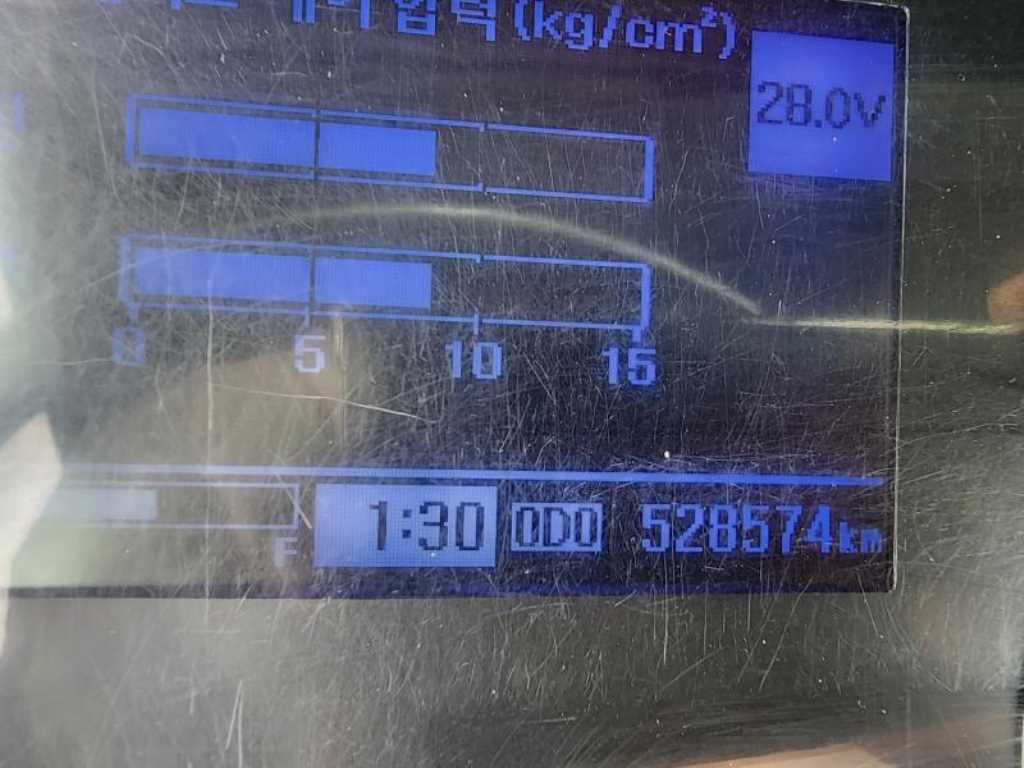 압력(kg/cm²)
28.0V
0 5 10 15
F 1:30 ODO 528574km